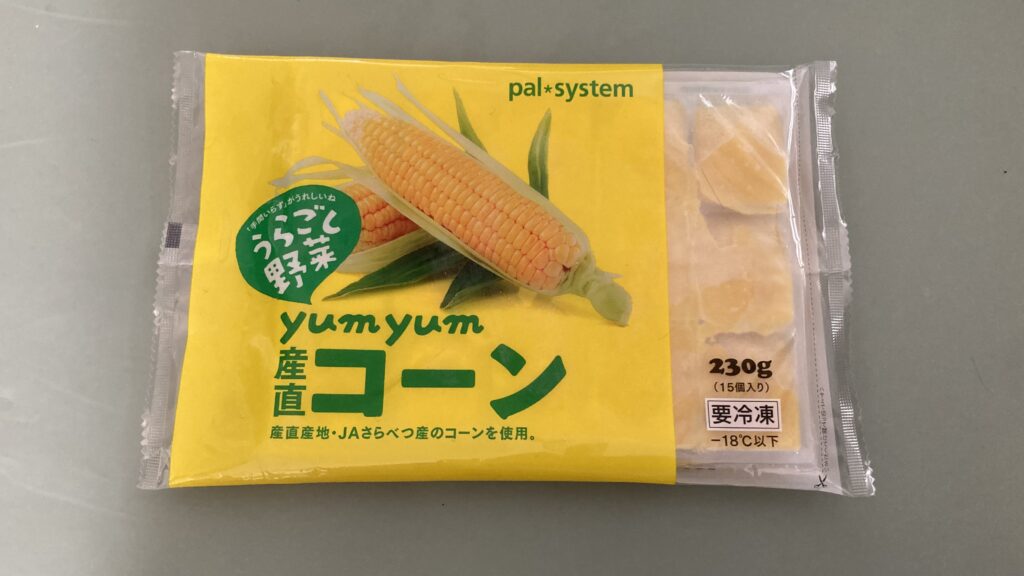 pal*system
「手間いらず」がうれしいね
うらごし
野菜
yum yum
産直
コーン
産直産地・JAさらべつ産のコーンを使用。
230g
(15個入り)
要冷凍
−18℃以下